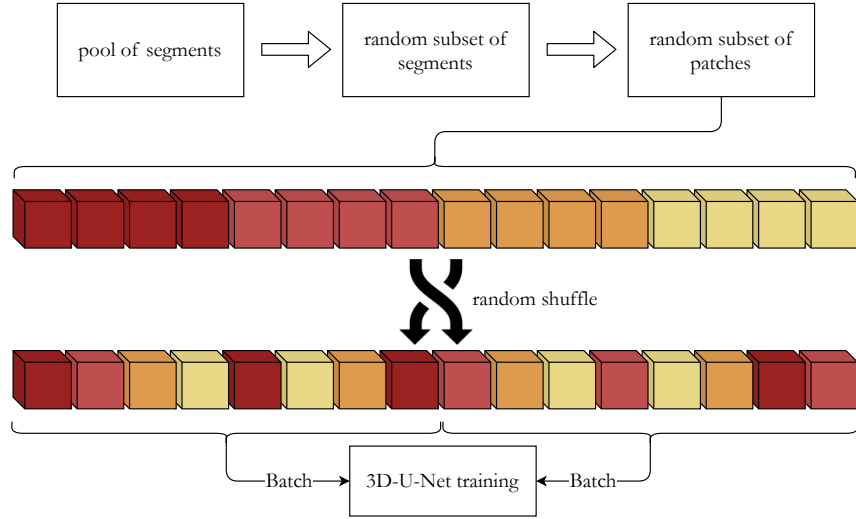 pool of segments
random subset of
segments
random subset of
patches
random shuffle
Batch
3D-U-Net training
Batch